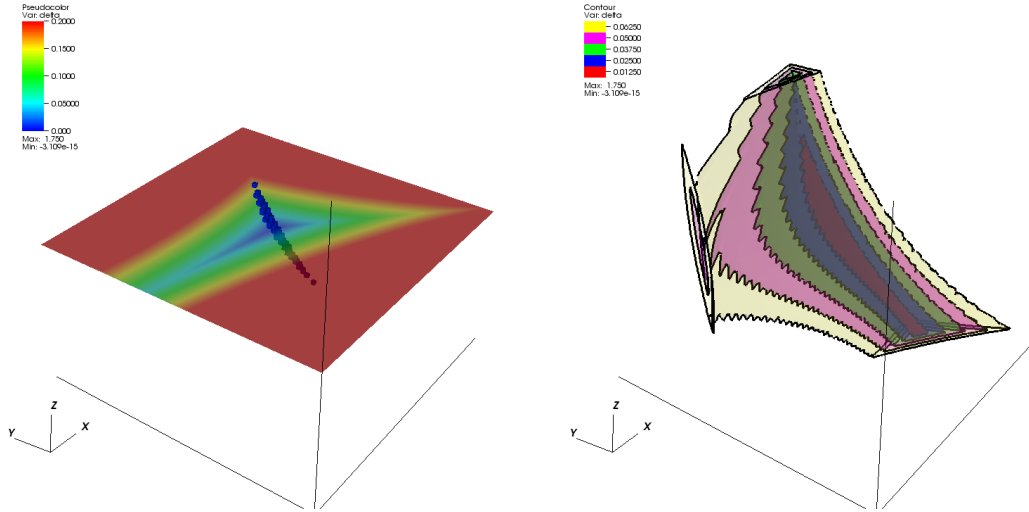 Pseudocolor
Var: delta
0.2000
0.1500
0.1000
0.05000
0.000
Max: 1.750
Min: -3.109e-15
Z
Y
X
Contour
Var: delta
0.06250
0.05000
0.03750
0.02500
0.01250
Max: 1.750
Min: -3.109e-15
Z
Y
X